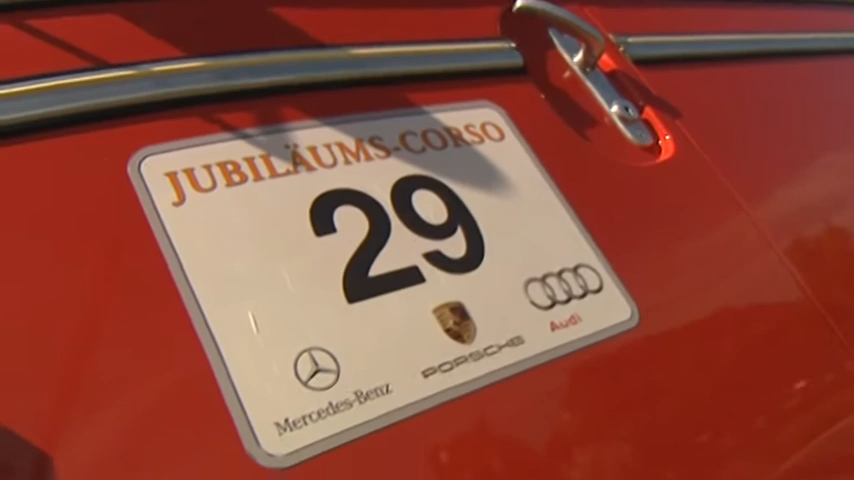 JUBILÄUMS-CORSO
29
Mercedes-Benz
PORSCHE
Audi